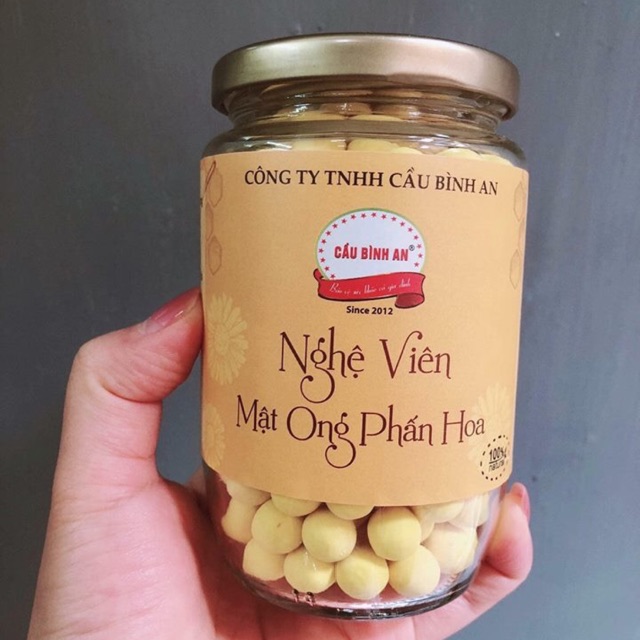 CÔNG TY TNHH CẦU BÌNH AN
CẦU BÌNH AN®
Since 2012
Nghệ Viên
Mật Ong Phấn Hoa
100%